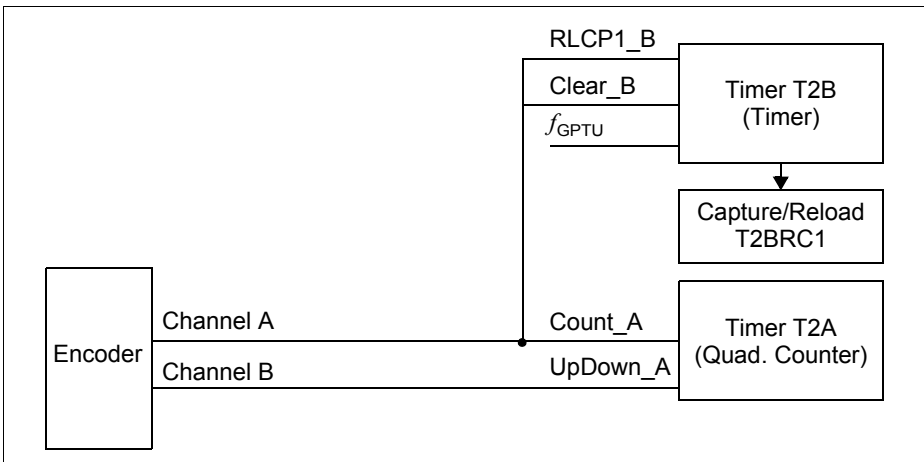 RLCP1_B
Clear_B
fGPTU
Timer T2B
(Timer)
Capture/Reload
T2BRC1
Encoder
Channel A
Channel B
Count_A
UpDown_A
Timer T2A
(Quad. Counter)